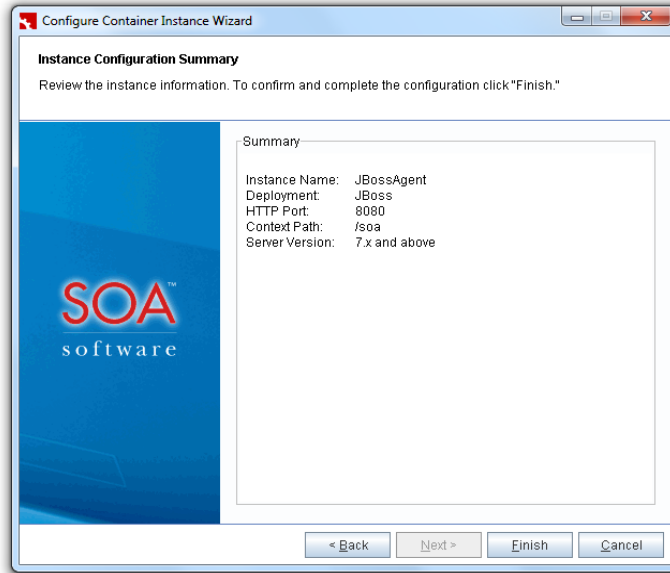 Configure Container Instance Wizard
Instance Configuration Summary
Review the instance information. To confirm and complete the configuration click "Finish."
Summary
Instance Name: JBossAgent
Deployment: JBoss
HTTP Port: 8080
Context Path: /soa
Server Version: 7.x and above
SOA™
software
< Back Next > Finish Cancel